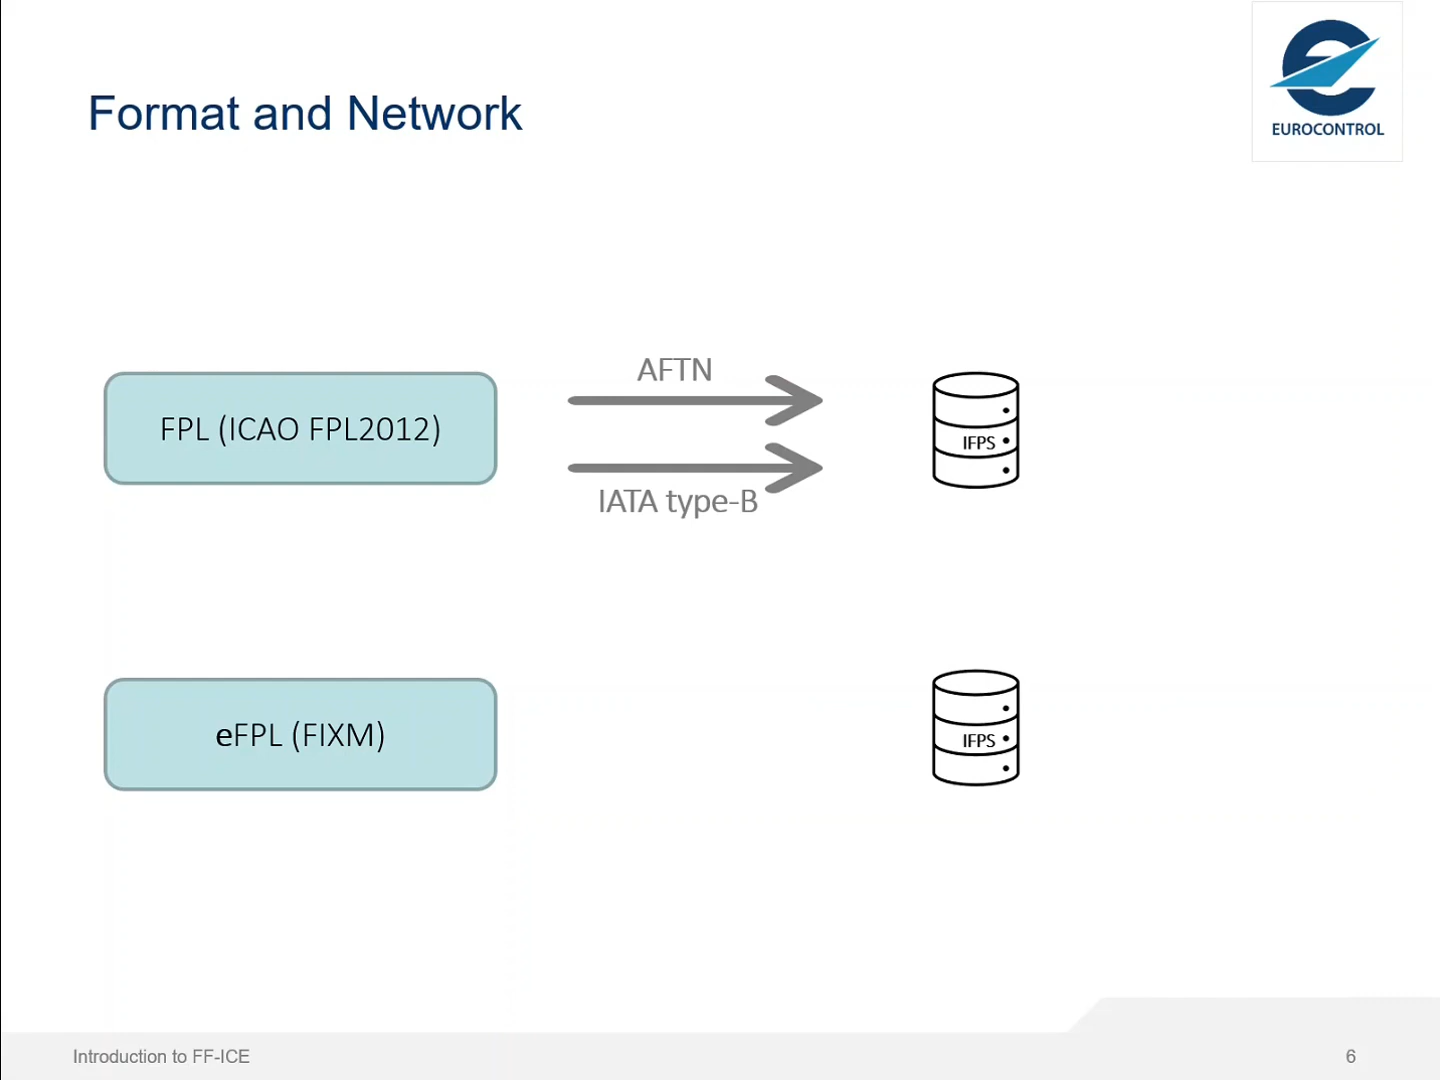 EUROCONTROL
Format and Network
AFTN
FPL (ICAO FPL2012)
IFPS
IATA type-B
eFPL (FIXM)
IFPS
Introduction to FF-ICE
6